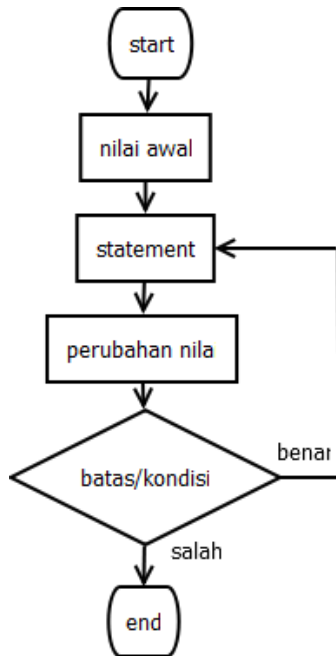 start
nilai awal
statement
perubahan nila
batas/kondisi
benar
salah
end